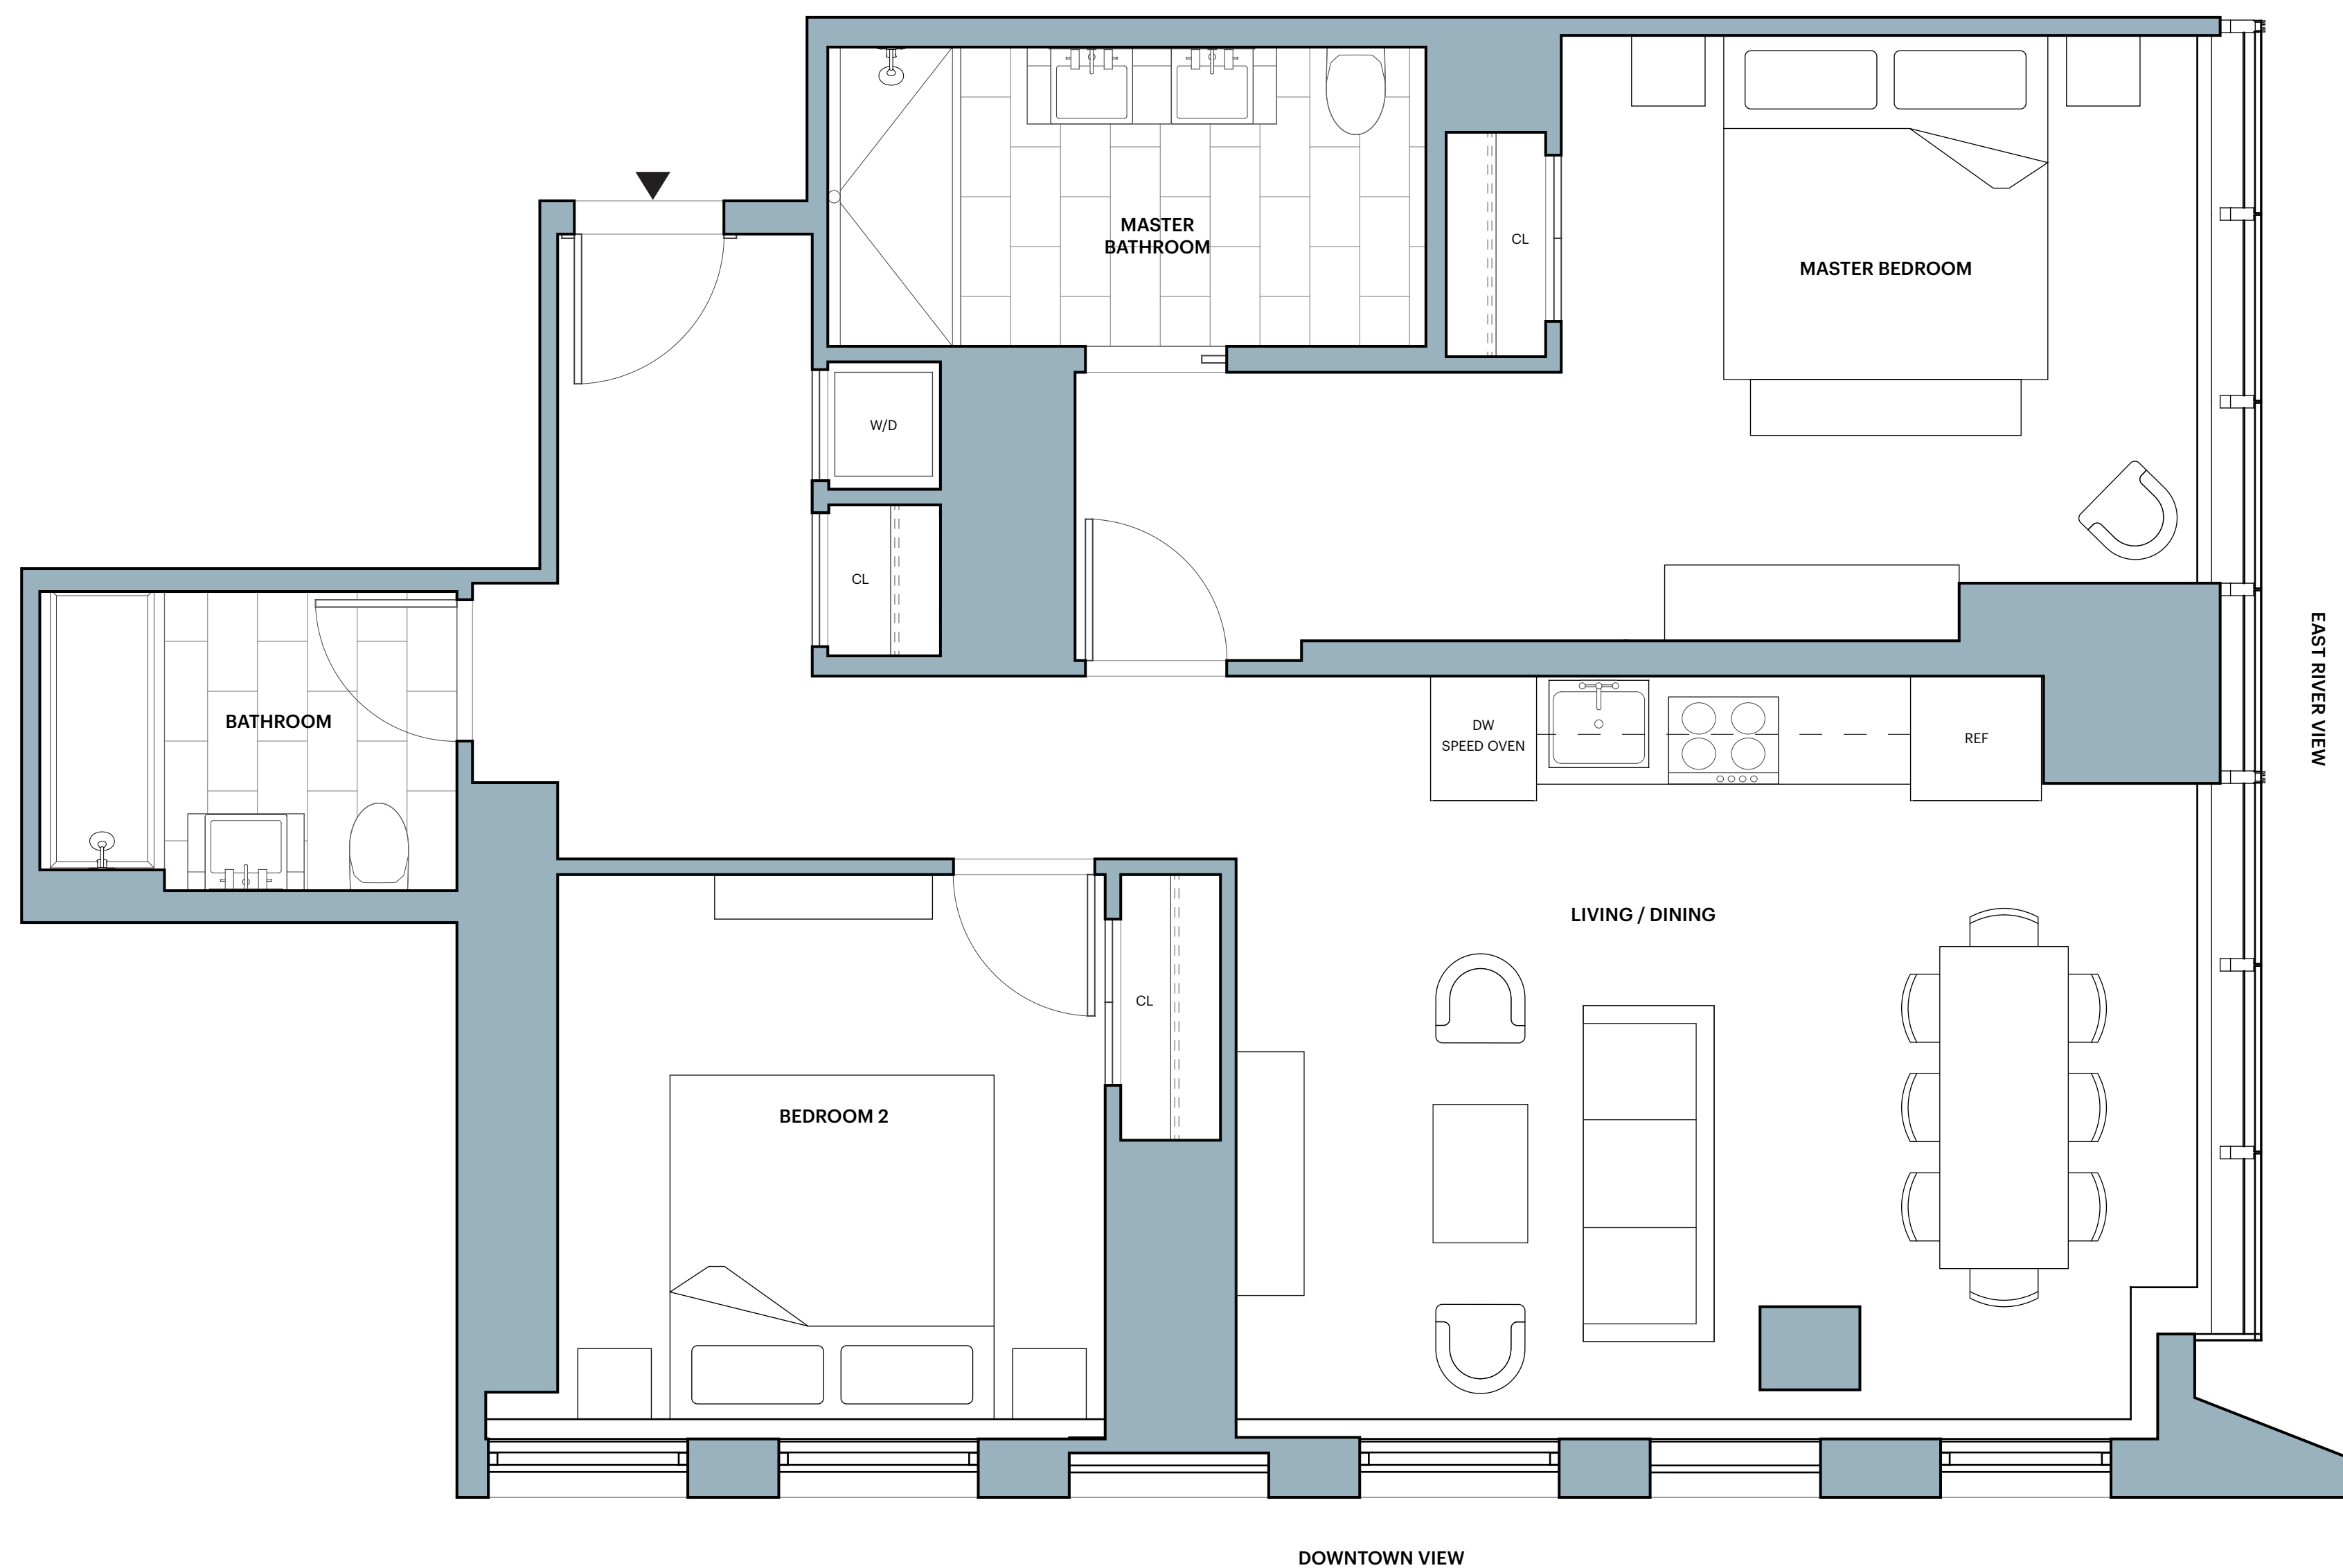 MASTER
BATHROOM
CL
MASTER BEDROOM
W/D
CL
BATHROOM
DW
SPEED OVEN
REF
EAST RIVER VIEW
LIVING / DINING
CL
BEDROOM 2
DOWNTOWN VIEW